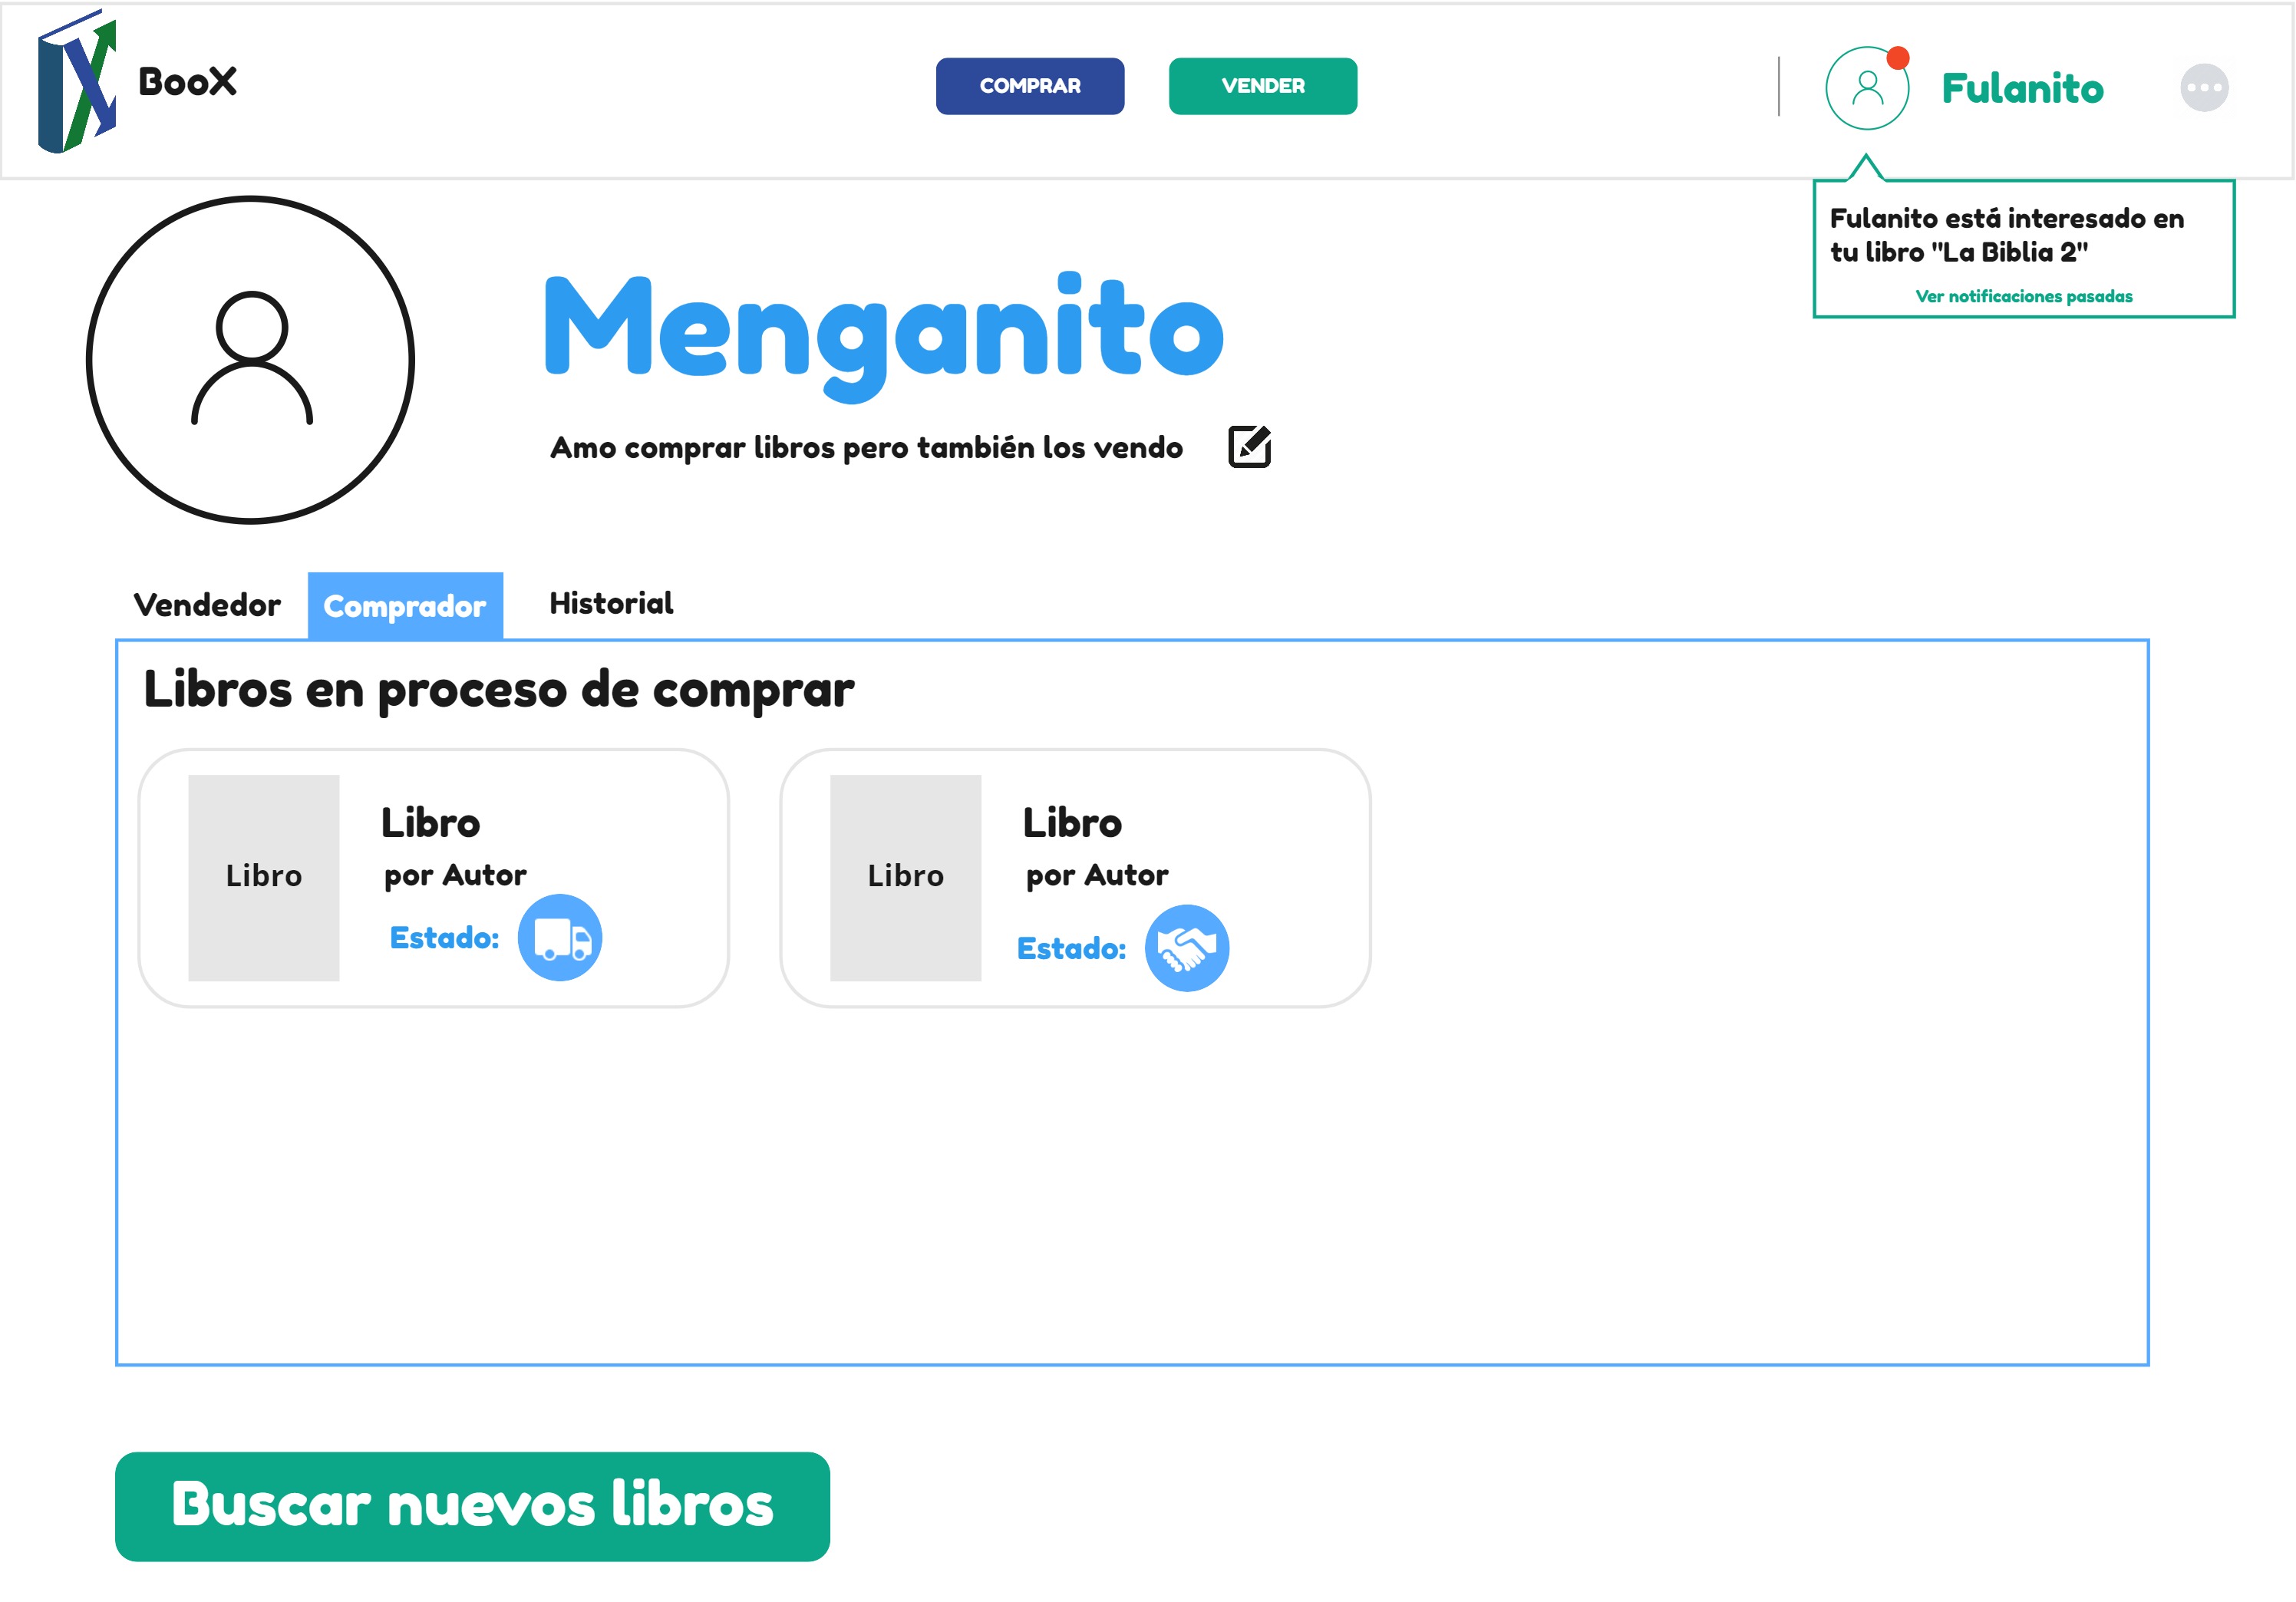 BooX
COMPRAR
VENDER
Fulanito
Fulanito está interesado en
tu libro "La Biblia 2"
Ver notificaciones pasadas
Menganito
Amo comprar libros pero también los vendo
Vendedor
Comprador
Historial
Libros en proceso de comprar
Libro
Libro
por Autor
Estado:
Libro
Libro
por Autor
Estado:
Buscar nuevos libros